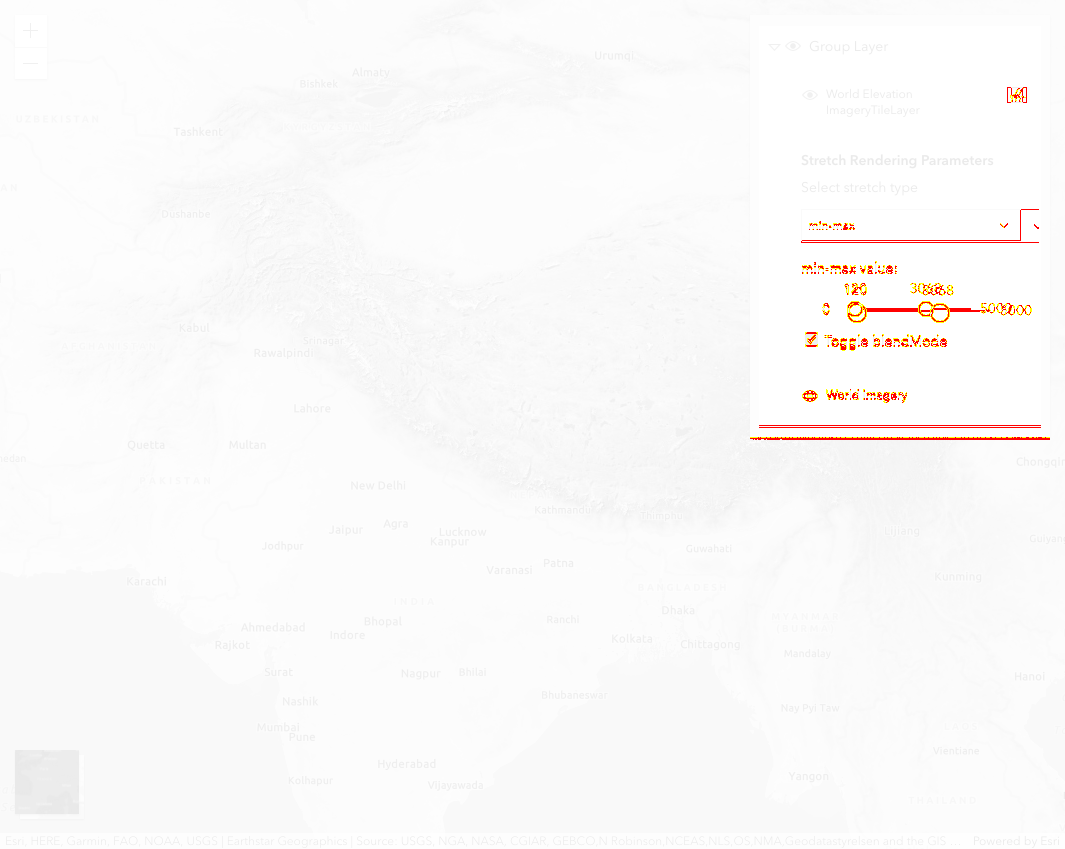 Group Layer
World Elevation
ImageryTileLayer
Stretch Rendering Parameters
Select stretch type
min-max
min-max values
120
0
Toggle blendMode
World Imagery
Urumqi
Almaty
Bishkek
UZBEKISTAN
Tashkent
Dushanbe
Kabul
Srinagar
Rawalpindi
Lahore
Quetta
Multan
Chongqing
PAKISTAN
New Delhi
Kathmandu
Thimphu
Jaipur
Agra
Lucknow
Kanpur
Lijiang
Guiyang
Jodhpur
Guwahati
Varanasi
Patna
Karachi
Kunming
BANGLADESH
INDIA
Dhaka
Bhopal
Ranchi
MYANMAR
(BURMA)
Ahmedabad
Indore
Kolkata
Chittagong
Rajkot
Mandalay
Surat
Nagpur
Bhilai
Hanoi
Nashik
Bhubaneswar
Nay Pyi Taw
Mumbai
Pune
Vientiane
Hyderabad
Kolhapur
Vijayawada
Yangon
THAILAND
Esri, HERE, Garmin, FAO, NOAA, USGS | Earthstar Geographics | Source: USGS, NGA, NASA, CGIAR, GEBCO,N Robinson,NCEAS,NLS,OS,NMA,Geodatastyrelsen and the GIS … Powered by Esri